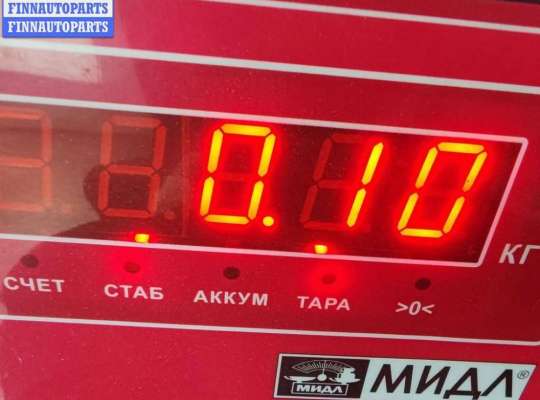 FINNAUTOPARTS
FINNAUTOPARTS
0.10
КГ
СЧЕТ СТАБ АККУМ ТАРА >0<
МИДЛ МИДЛ®